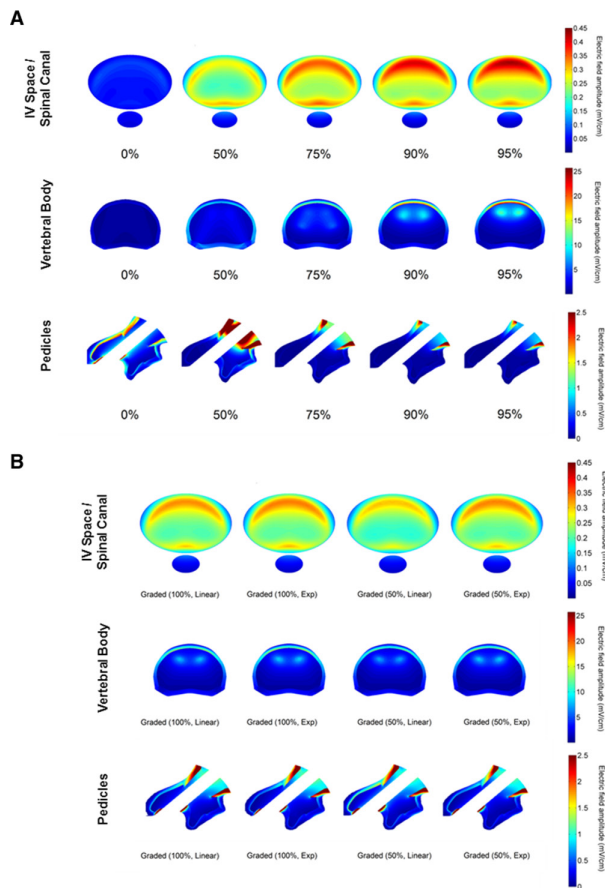 A
IV Space /
Spinal Canal
0%
50%
75%
90%
95%
0.45
0.4
0.35
0.3
0.25
0.2
0.15
0.1
0.05
Electric field amplitude (mV/cm)
Vertebral Body
0%
50%
75%
90%
95%
25
20
15
10
5
Electric field amplitude (mV/cm)
Pedicles
0%
50%
75%
90%
95%
2.5
2
1.5
1
0.5
0
Electric field amplitude (mV/cm)
B
IV Space /
Spinal Canal
Graded (100%, Linear)
Graded (100%, Exp)
Graded (50%, Linear)
Graded (50%, Exp)
0.45
0.4
0.35
0.3
0.25
0.2
0.15
0.1
0.05
Electric field amplitude (mV/cm)
Vertebral Body
Graded (100%, Linear)
Graded (100%, Exp)
Graded (50%, Linear)
Graded (50%, Exp)
25
20
15
10
5
0
Electric field amplitude (mV/cm)
Pedicles
Graded (100%, Linear)
Graded (100%, Exp)
Graded (50%, Linear)
Graded (50%, Exp)
2.5
2
1.5
1
0.5
0
Electric field amplitude (mV/cm)